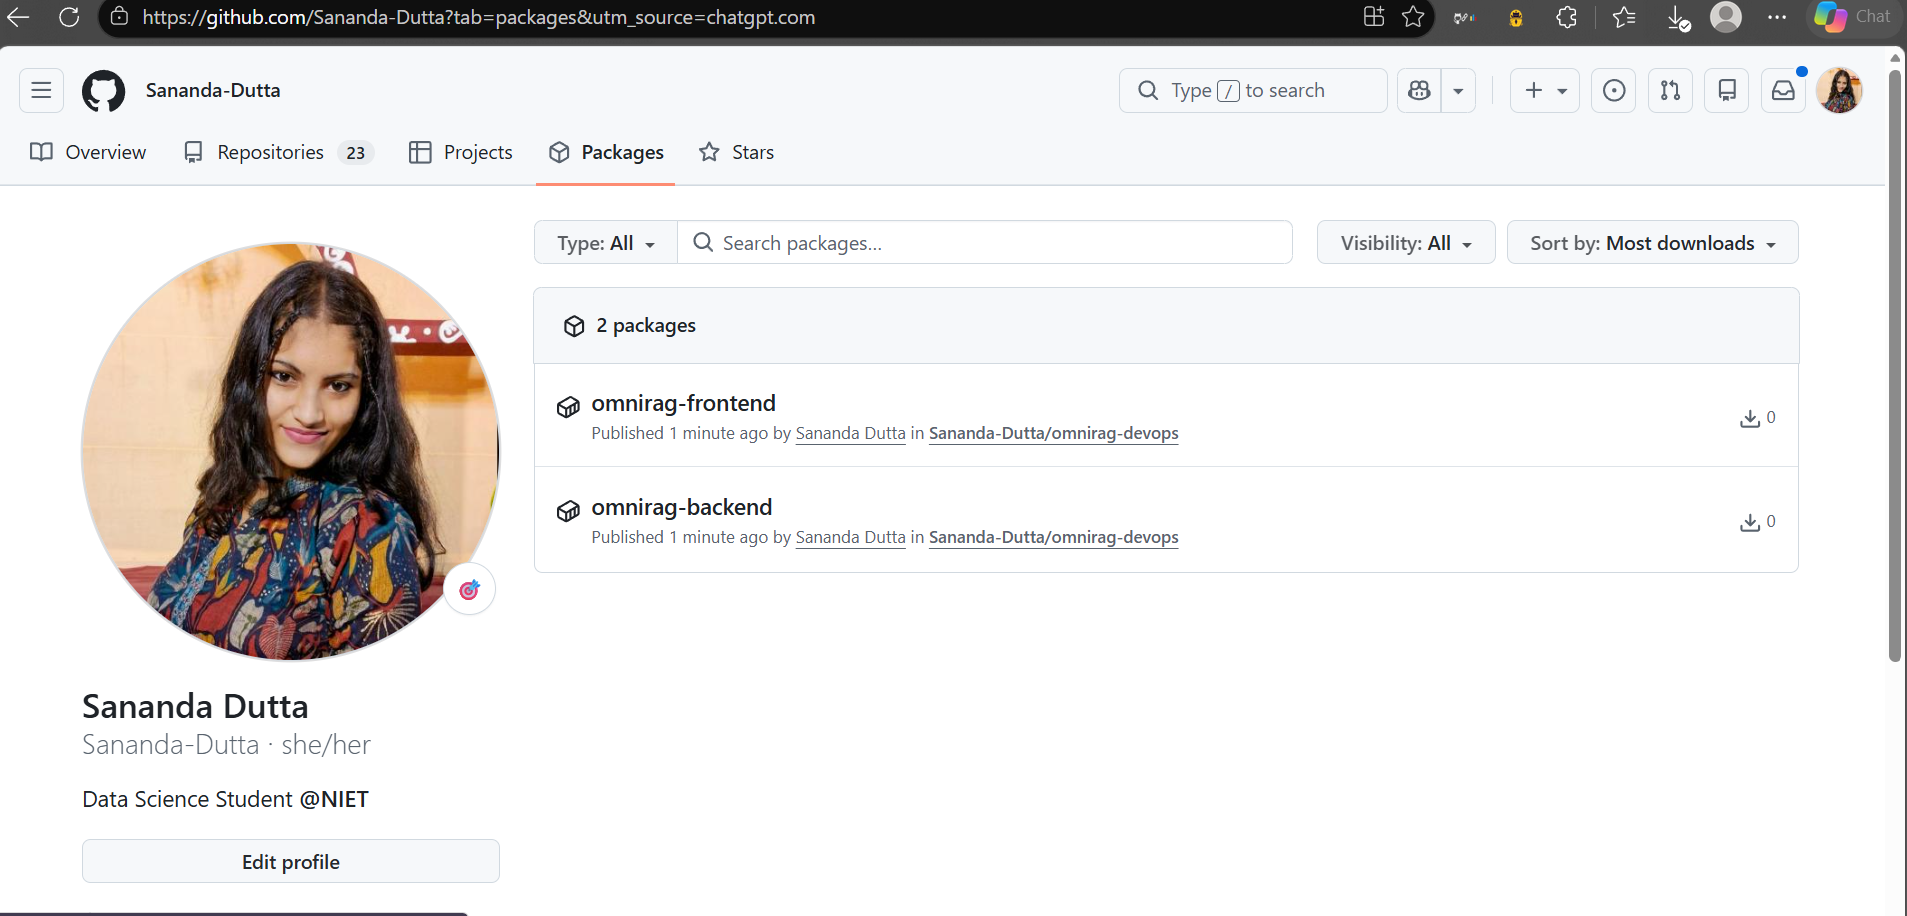 https://github.com/Sananda-Dutta?tab=packages&utm_source=chatgpt.com
Chat
Sananda-Dutta
Type / to search
Overview
Repositories 23
Projects
Packages
Stars
Type: All
Search packages...
Visibility: All
Sort by: Most downloads
2 packages
omnirag-frontend
Published 1 minute ago by Sananda Dutta in Sananda-Dutta/omnirag-devops
0
omnirag-backend
Published 1 minute ago by Sananda Dutta in Sananda-Dutta/omnirag-devops
0
Sananda Dutta
Sananda-Dutta · she/her
Data Science Student @NIET
Edit profile